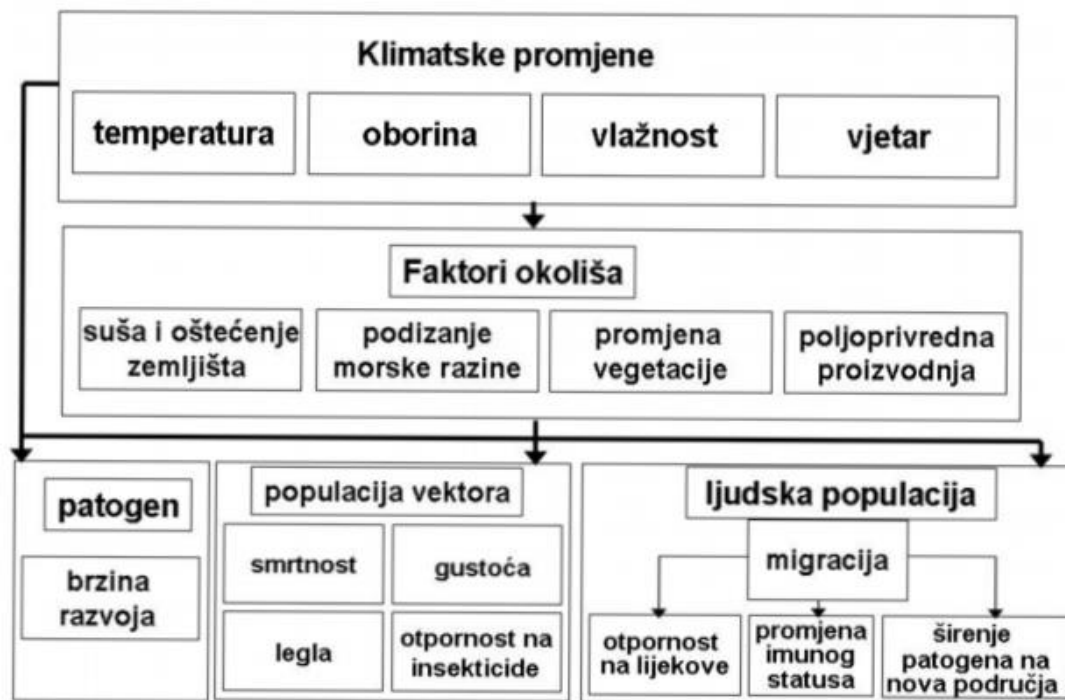 Klimatske promjene
temperatura
oborina
vlažnost
vjetar
Faktori okoliša
suša i oštećenje
zemljišta
podizanje
morske razine
promjena
vegetacije
poljoprivredna
proizvodnja
patogen
brzina
razvoja
populacija vektora
smrtnost
gustoća
legla
otpornost na
insekticide
ljudska populacija
migracija
otpornost
na lijekove
promjena
imunog
statusa
širenje
patogena na
nova područja